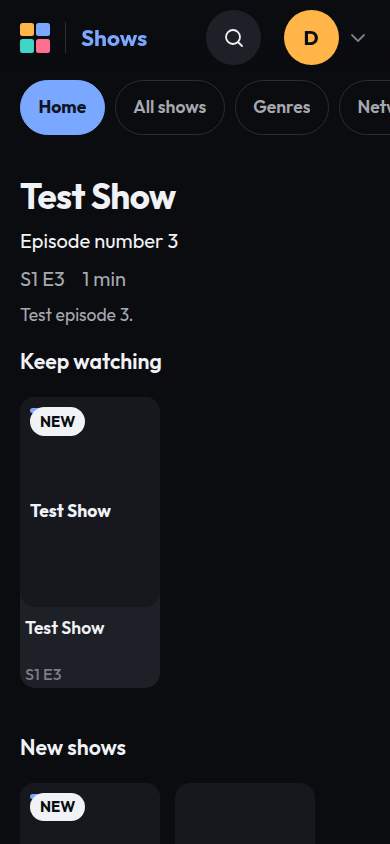 Shows
D
Home
All shows
Genres
Test Show
Episode number 3
S1 E3 1 min
Test episode 3.
Keep watching
NEW
Test Show
Test Show
S1 E3
New shows
NEW